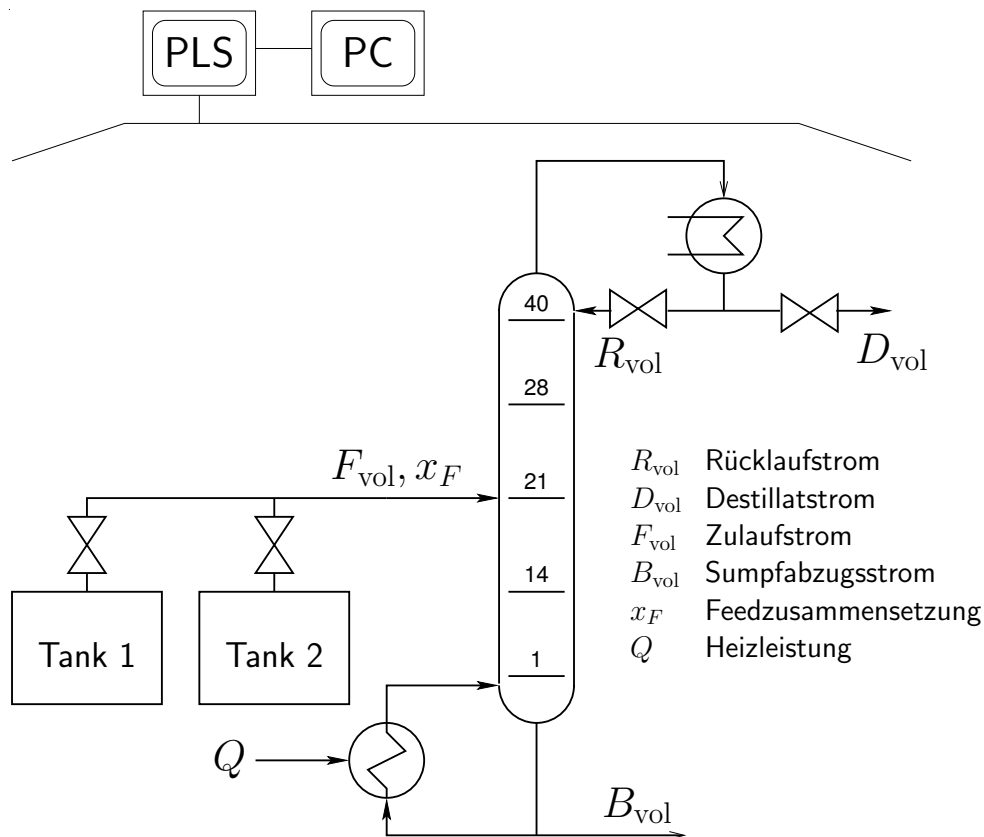 PLS
PC
40
R_vol
D_vol
28
F_vol, x_F
21
R_vol Rücklaufstrom
D_vol Destillatstrom
F_vol Zulaufstrom
B_vol Sumpfabzugsstrom
x_F Feedzusammensetzung
Q Heizleistung
14
Tank 1
Tank 2
1
Q
B_vol